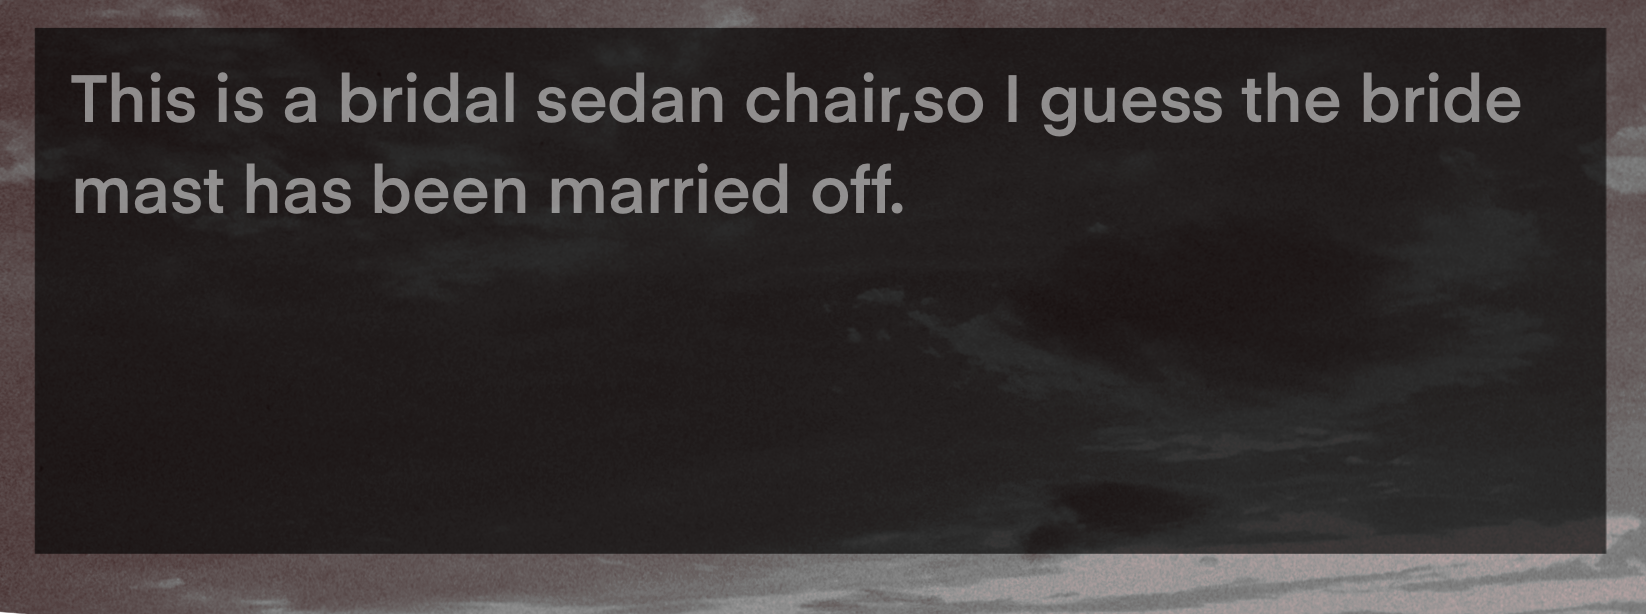 This is a bridal sedan chair,so I guess the bride
mast has been married off.